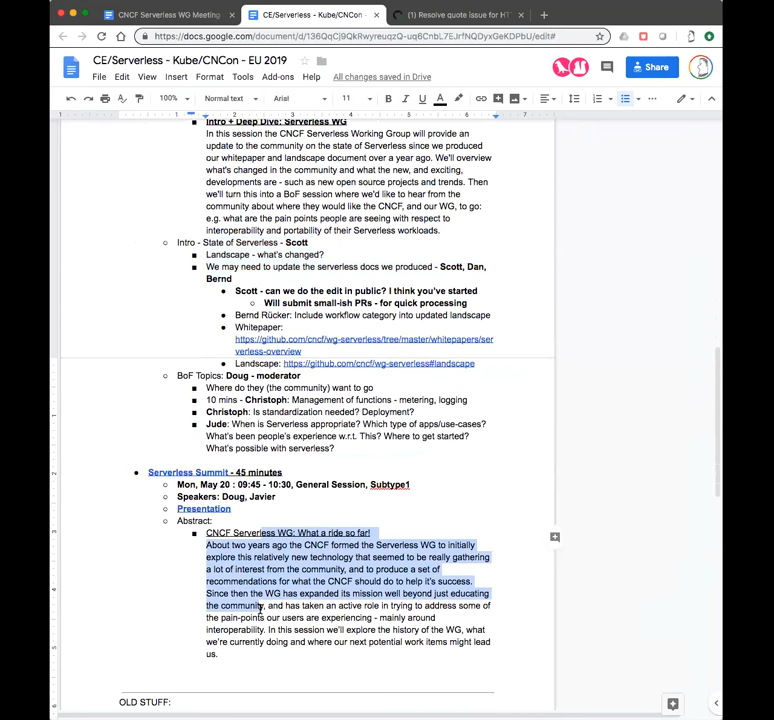 CNCF Serverless WG Meeting
CE/Serverless - Kube/CNCon -
(1) Resolve quote issue for HT
https://docs.google.com/document/d/136QqCj9QkRwyreuqzQ-uq6CnbL7EJrfNQDyxGeKDPbU/edit#
CE/Serverless - Kube/CNCon - EU 2019
File Edit View Insert Format Tools Add-ons Help All changes saved in Drive
Share
100% Normal text Arial 11
Intro + Deep Dive: Serverless WG
In this session the CNCF Serverless Working Group will provide an
update to the community on the state of Serverless since we produced
our whitepaper and landscape document over a year ago. We'll overview
what's changed in the community and what the new, and exciting,
developments are - such as new open source projects and trends. Then
we'll turn this into a BoF session where we'd like to hear from the
community about where they would like the CNCF, and our WG, to go:
e.g. what are the pain points people are seeing with respect to
interoperability and portability of their Serverless workloads.
Intro - State of Serverless - Scott
Landscape - what's changed?
We may need to update the serverless docs we produced - Scott, Dan,
Bernd
Scott - can we do the edit in public? I think you've started
Will submit small-ish PRs - for quick processing
Bernd Rücker: Include workflow category into updated landscape
Whitepaper:
https://github.com/cncf/wg-serverless/tree/master/whitepapers/ser
verless-overview
Landscape: https://github.com/cncf/wg-serverless#landscape
BoF Topics: Doug - moderator
Where do they (the community) want to go
10 mins - Christoph: Management of functions - metering, logging
Christoph: Is standardization needed? Deployment?
Jude: When is Serverless appropriate? Which type of apps/use-cases?
What's been people's experience w.r.t. This? Where to get started?
What's possible with serverless?
Serverless Summit - 45 minutes
Mon, May 20 : 09:45 - 10:30, General Session, Subtype1
Speakers: Doug, Javier
Presentation
Abstract:
CNCF Serverless WG: What a ride so far!
About two years ago the CNCF formed the Serverless WG to initially
explore this relatively new technology that seemed to be really gathering
a lot of interest from the community, and to produce a set of
recommendations for what the CNCF should do to help it's success.
Since then the WG has expanded its mission well beyond just educating
the community, and has taken an active role in trying to address some of
the pain-points our users are experiencing - mainly around
interoperability. In this session we'll explore the history of the WG, what
we're currently doing and where our next potential work items might lead
us.
OLD STUFF: